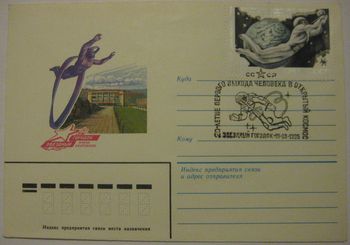 СССР
Куда
20-ЛЕТИЕ ПЕРВОГО ВЫХОДА ЧЕЛОВЕКА В ОТКРЫТЫЙ КОСМОС
ЗВЕЗДНЫЙ ГОРОДОК
Кому
ЗВЕЗДНЫЙ
Индекс предприятия связи
и адрес отправителя
Индекс предприятия связи места назначения